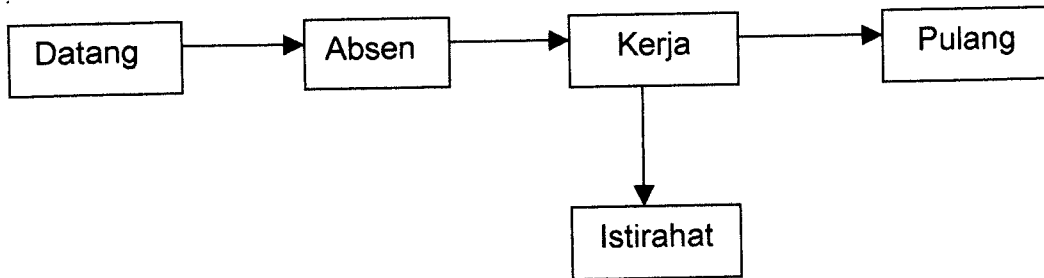 Datang
Absen
Kerja
Pulang
Istirahat